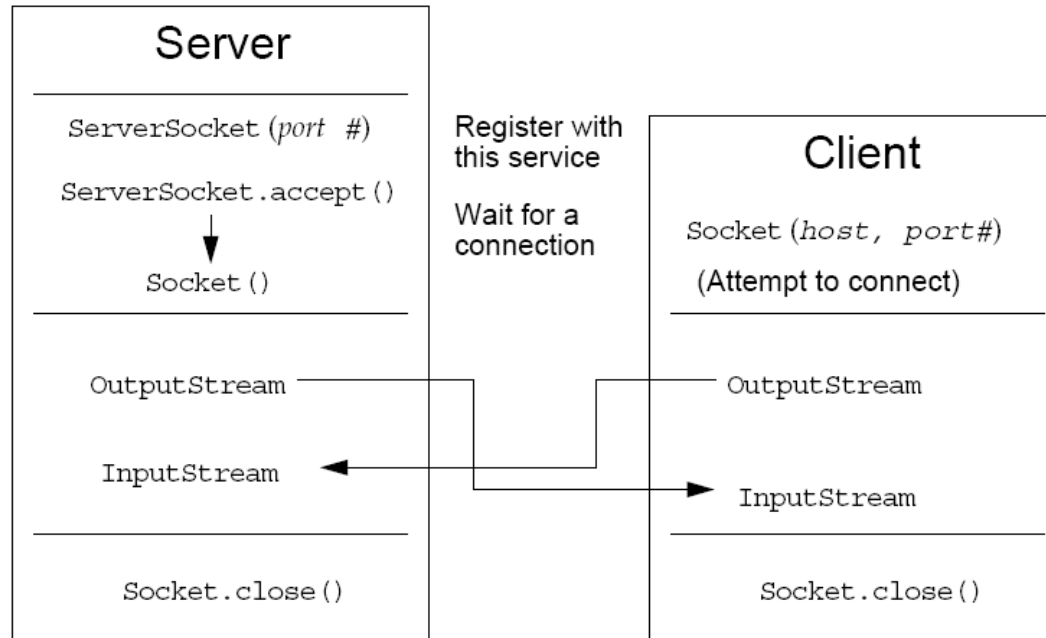 Server
ServerSocket (port #)
ServerSocket.accept()
Socket()
OutputStream
InputStream
Socket.close()
Register with
this service
Wait for a
connection
Client
Socket (host, port#)
(Attempt to connect)
OutputStream
InputStream
Socket.close()